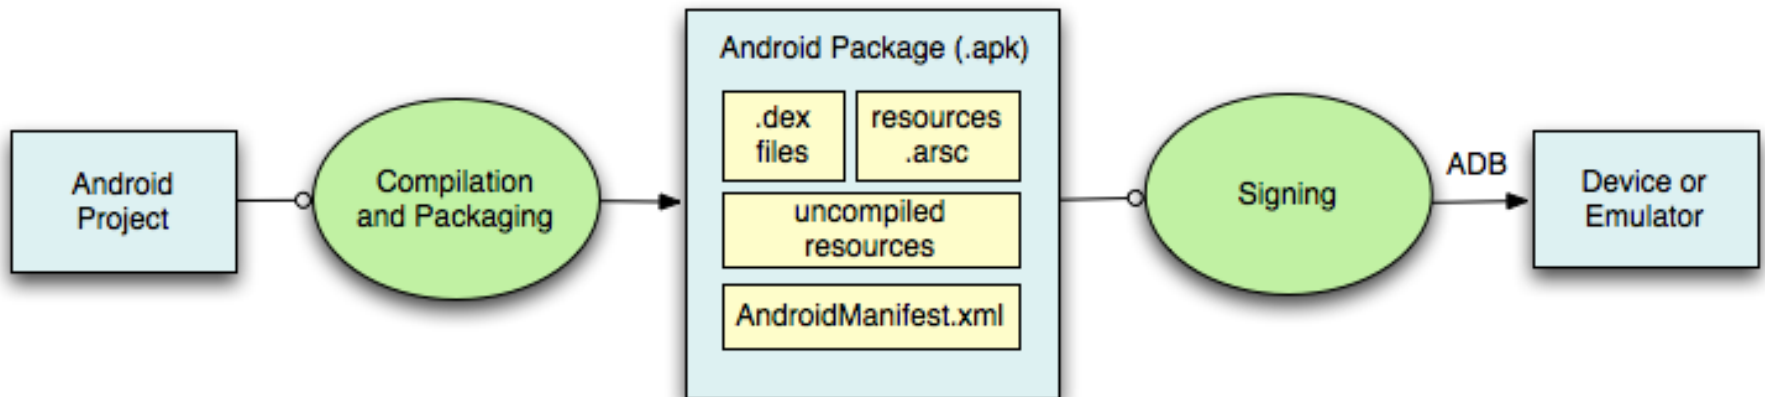 Android
Project
Compilation
and Packaging
Android Package (.apk)
.dex
files
resources
.arsc
uncompiled
resources
AndroidManifest.xml
Signing
ADB
Device or
Emulator